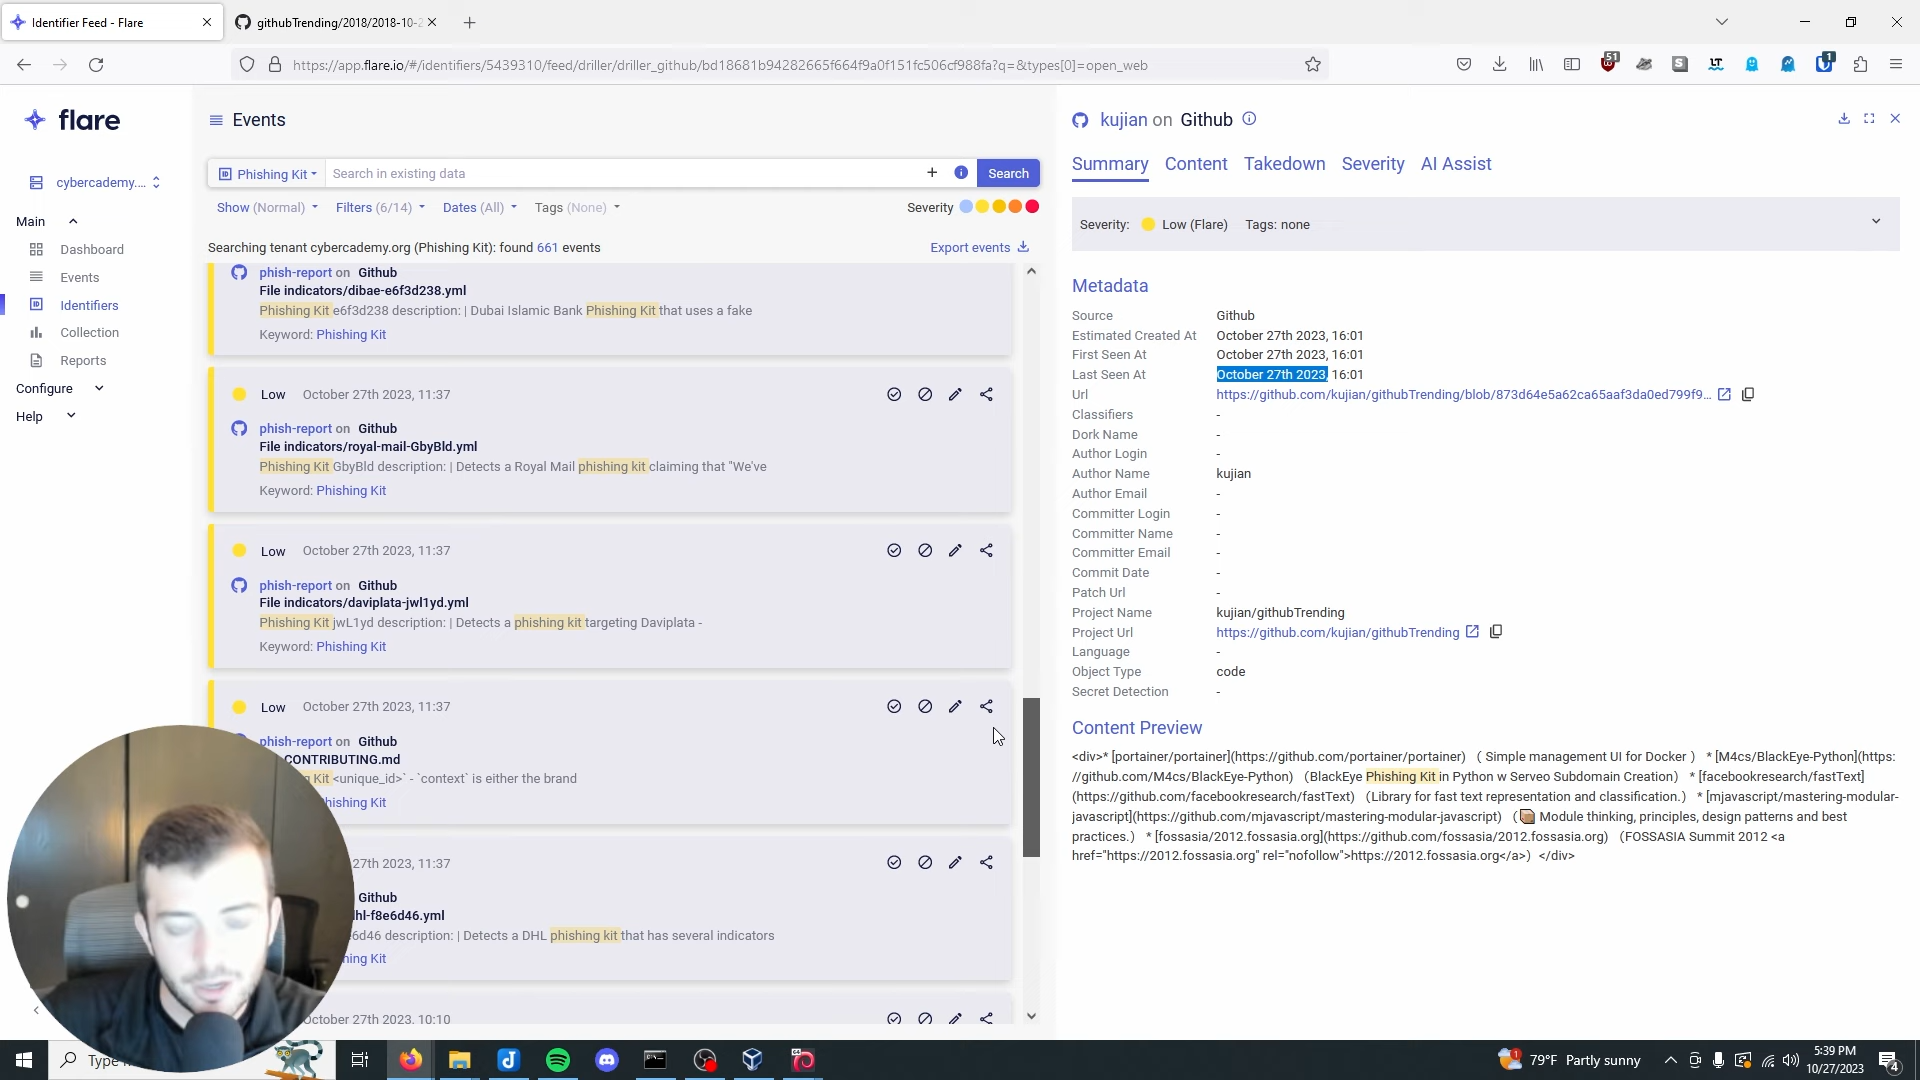 Identifier Feed - Flare
githubTrending/2018/2018-10-2
https://app.flare.io/#/identifiers/5439310/feed/driller/driller_github/bd18681b94282665f664f9a0f151fc506cf988fa?q=&types[0]=open_web
51
1
flare
cybercademy....
Main
Dashboard
Events
Identifiers
Collection
Reports
Configure
Help
Events
Phishing Kit
Search in existing data
Search
Show (Normal)
Filters (6/14)
Dates (All)
Tags (None)
Severity
Searching tenant cybercademy.org (Phishing Kit): found 661 events
Export events
phish-report on Github
File indicators/dibae-e6f3d238.yml
Phishing Kit e6f3d238 description: | Dubai Islamic Bank Phishing Kit that uses a fake
Keyword: Phishing Kit
Low October 27th 2023, 11:37
phish-report on Github
File indicators/royal-mail-GbyBld.yml
Phishing Kit GbyBld description: | Detects a Royal Mail phishing kit claiming that "We've
Keyword: Phishing Kit
Low October 27th 2023, 11:37
phish-report on Github
File indicators/daviplata-jwl1yd.yml
Phishing Kit jwL1yd description: | Detects a phishing kit targeting Daviplata -
Keyword: Phishing Kit
Low October 27th 2023, 11:37
phish-report on Github
CONTRIBUTING.md
Kit <unique_id>` - `context` is either the brand
Phishing Kit
27th 2023, 11:37
Github
dhl-f8e6d46.yml
6d46 description: | Detects a DHL phishing kit that has several indicators
Kit
October 27th 2023, 10:10
kujian on Github
Summary
Content
Takedown
Severity
AI Assist
Severity: Low (Flare) Tags: none
Metadata
Source Github
Estimated Created At October 27th 2023, 16:01
First Seen At October 27th 2023, 16:01
Last Seen At October 27th 2023, 16:01
Url https://github.com/kujian/githubTrending/blob/873d64e5a62ca65aaf3da0ed799f9...
Classifiers -
Dork Name -
Author Login -
Author Name kujian
Author Email -
Committer Login -
Committer Name -
Committer Email -
Commit Date -
Patch Url -
Project Name kujian/githubTrending
Project Url https://github.com/kujian/githubTrending
Language -
Object Type code
Secret Detection -
Content Preview
<div>* [portainer/portainer](https://github.com/portainer/portainer) （ Simple management UI for Docker ） * [M4cs/BlackEye-Python](https:
//github.com/M4cs/BlackEye-Python) （BlackEye Phishing Kit in Python w Serveo Subdomain Creation） * [facebookresearch/fastText]
(https://github.com/facebookresearch/fastText) （Library for fast text representation and classification.） * [mjavascript/mastering-modular-
javascript](https://github.com/mjavascript/mastering-modular-javascript) （📦 Module thinking, principles, design patterns and best
practices.） * [fossasia/2012.fossasia.org](https://github.com/fossasia/2012.fossasia.org) （FOSSASIA Summit 2012 <a
href="https://2012.fossasia.org" rel="nofollow">https://2012.fossasia.org</a>） </div>
Type
1
79°F Partly sunny
5:39 PM
10/27/2023
4